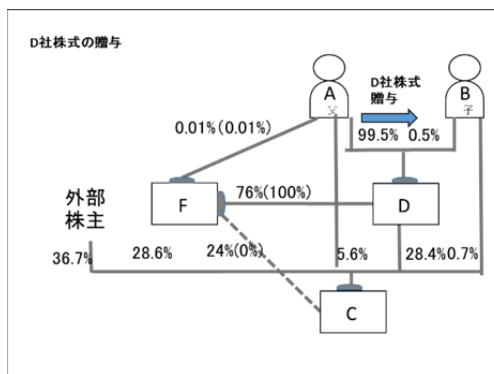 D社株式の贈与
A
父
D社株式
贈与
B
子
0.01%(0.01%)
99.5% 0.5%
外部
株主
F
76%(100%)
D
36.7%
28.6%
24%(0%)
5.6%
28.4%
0.7%
C